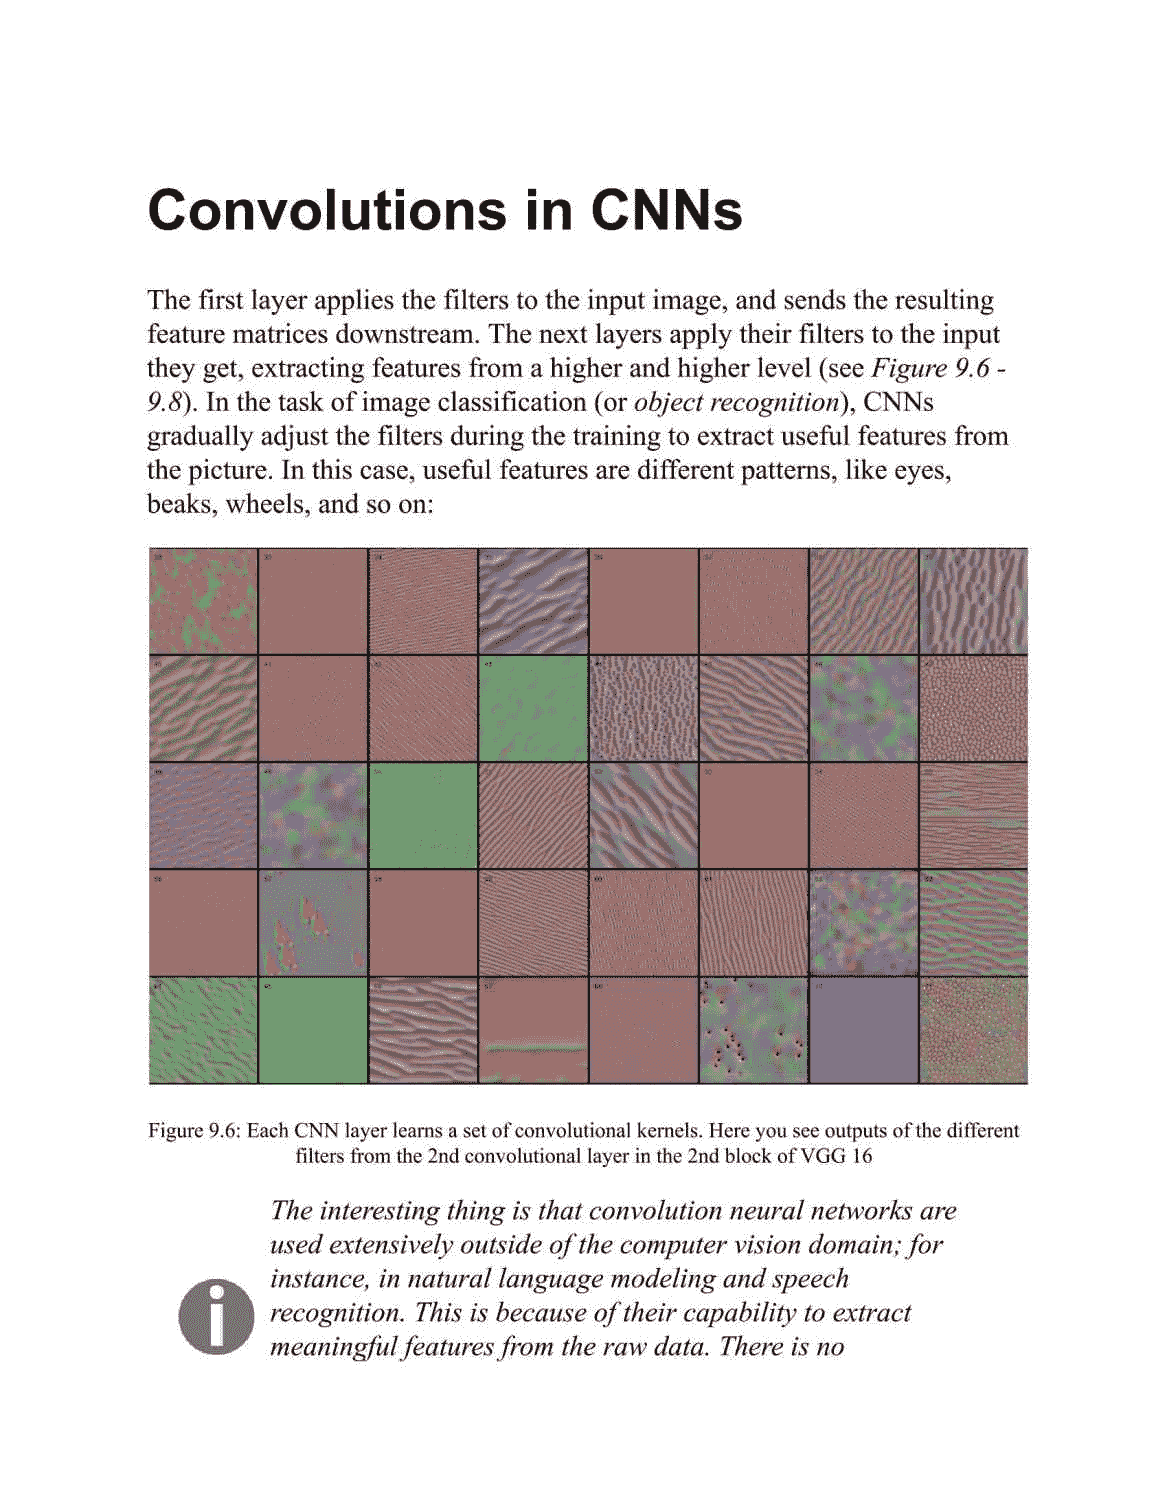 Convolutions in CNNs
The first layer applies the filters to the input image, and sends the resulting
feature matrices downstream. The next layers apply their filters to the input
they get, extracting features from a higher and higher level (see Figure 9.6 -
9.8). In the task of image classification (or object recognition), CNNs
gradually adjust the filters during the training to extract useful features from
the picture. In this case, useful features are different patterns, like eyes,
beaks, wheels, and so on:
Figure 9.6: Each CNN layer learns a set of convolutional kernels. Here you see outputs of the different
filters from the 2nd convolutional layer in the 2nd block of VGG 16
The interesting thing is that convolution neural networks are
used extensively outside of the computer vision domain; for
instance, in natural language modeling and speech
recognition. This is because of their capability to extract
meaningful features from the raw data. There is no